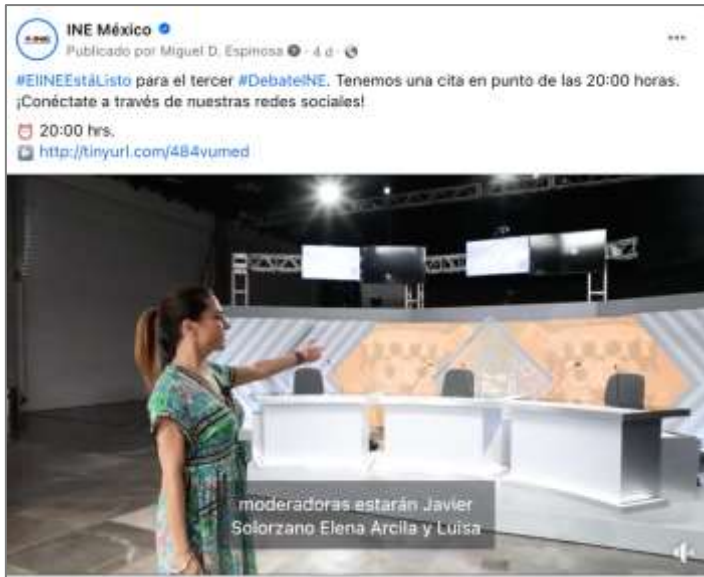 INE México
Publicado por Miguel D. Espinosa · 4 d ·
#ElINEEstáListo para el tercer #DebateINE. Tenemos una cita en punto de las 20:00 horas.
¡Conéctate a través de nuestras redes sociales!
20:00 hrs.
http://tinyurl.com/484vumed
moderadoras estarán Javier
Solorzano Elena Arcila y Luisa